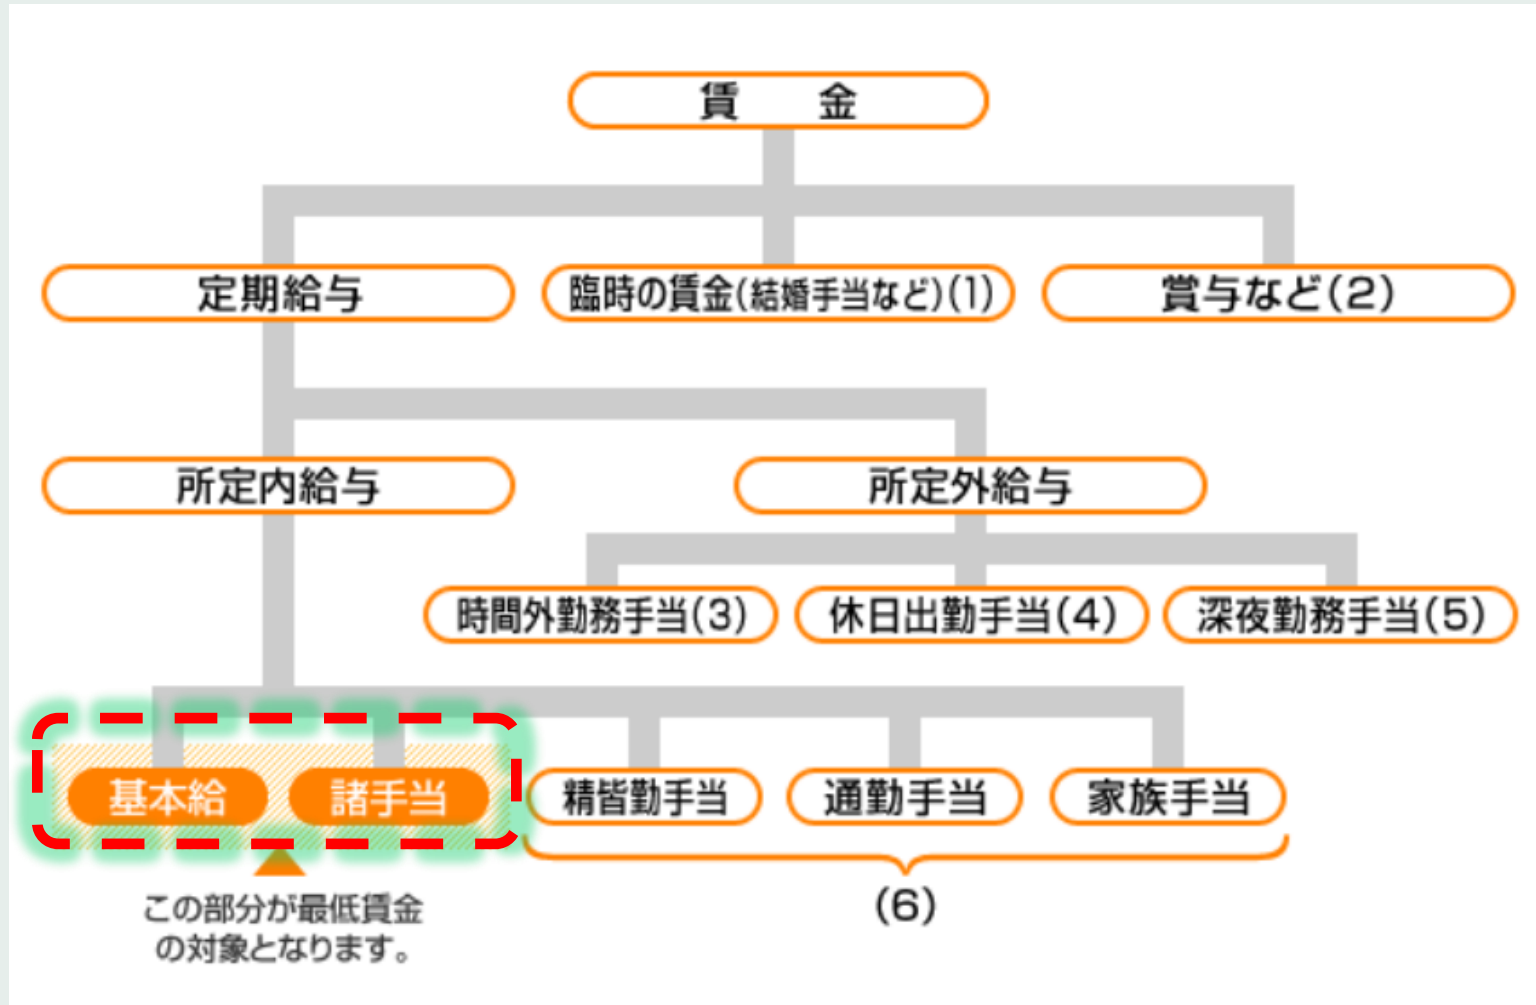 賃　金
定期給与
臨時の賃金(結婚手当など)(1)
賞与など(2)
所定内給与
所定外給与
時間外勤務手当(3)
休日出勤手当(4)
深夜勤務手当(5)
基本給
諸手当
精皆勤手当
通勤手当
家族手当
(6)
この部分が最低賃金
の対象となります。